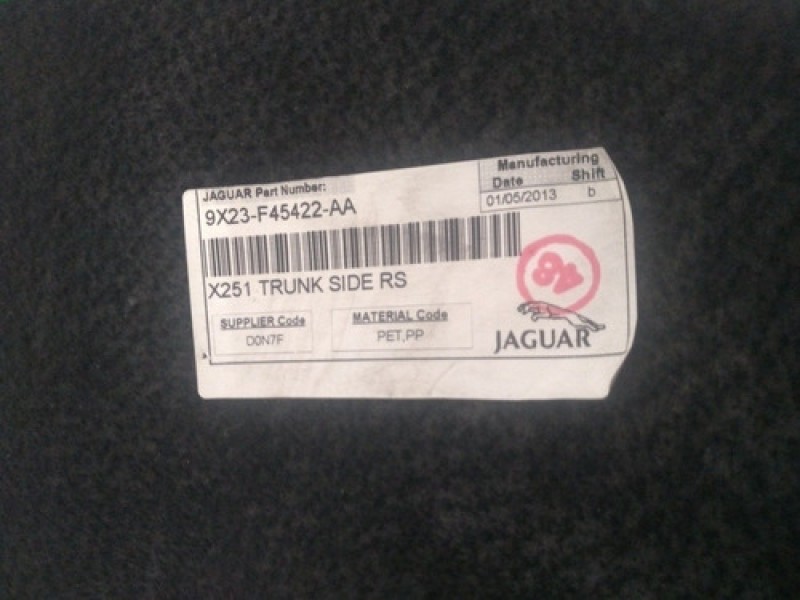 JAGUAR Part Number:
9X23-F45422-AA
Manufacturing
Date Shift
01/05/2013 b
X251 TRUNK SIDE RS
SUPPLIER Code
D0N7F
MATERIAL Code
PET,PP
JAGUAR